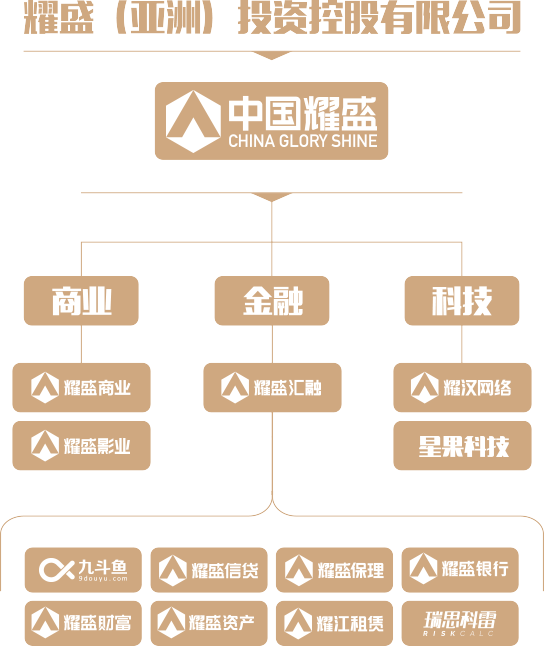 耀盛（亚洲）投资控股有限公司
中国耀盛
CHINA GLORY SHINE
商业
金融
科技
耀盛商业
耀盛汇融
耀汉网络
耀盛影业
星果科技
九斗鱼
9douyu.com
耀盛信贷
耀盛保理
耀盛银行
耀盛财富
耀盛资产
耀江租赁
瑞思科雷
RISKCALC